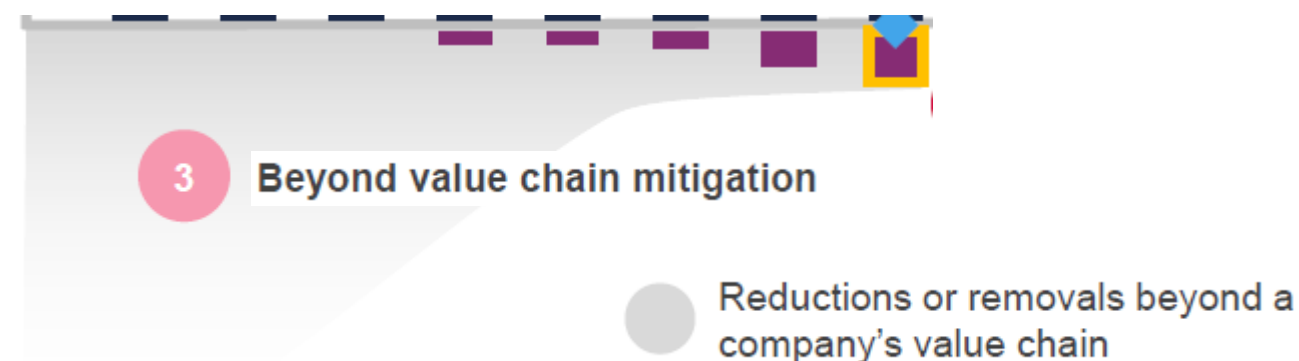 3 Beyond value chain mitigation
Reductions or removals beyond a
company's value chain